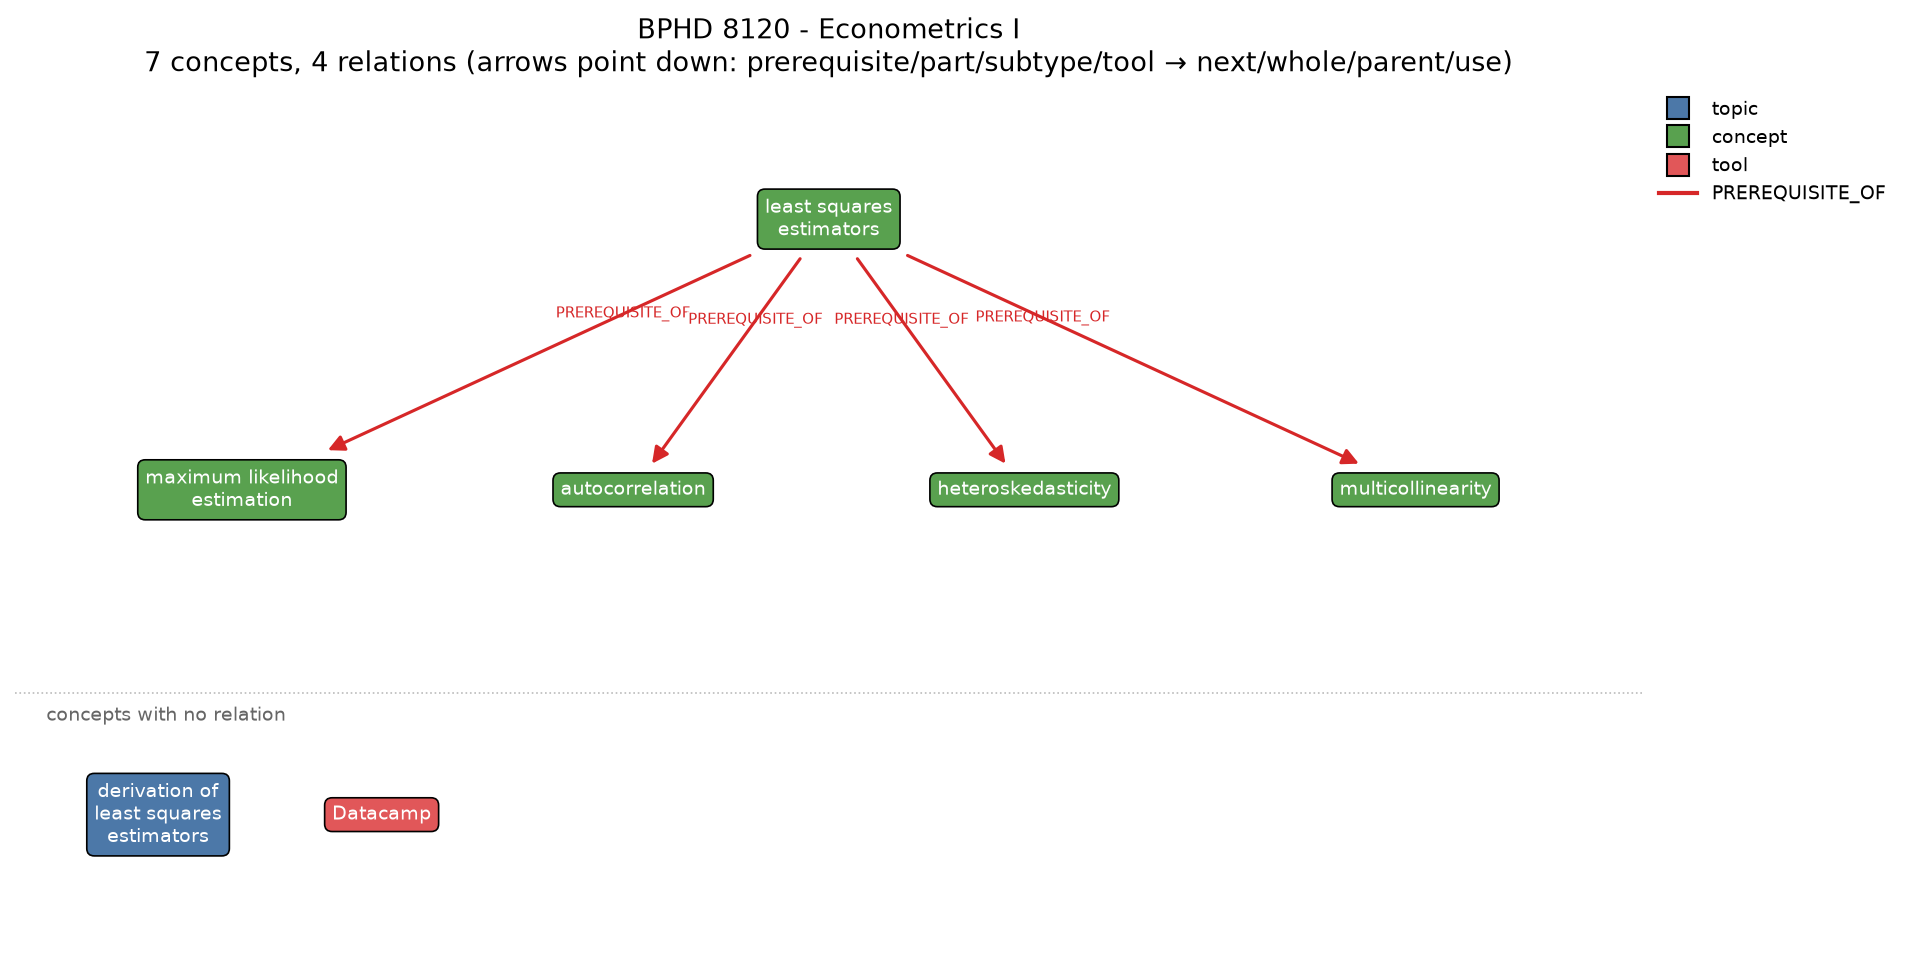 BPHD 8120 - Econometrics I
7 concepts, 4 relations (arrows point down: prerequisite/part/subtype/tool → next/whole/parent/use)
topic
concept
tool
PREREQUISITE_OF
least squares
estimators
PREREQUISITE_OF
PREREQUISITE_OF
PREREQUISITE_OF
PREREQUISITE_OF
maximum likelihood
estimation
autocorrelation
heteroskedasticity
multicollinearity
concepts with no relation
derivation of
least squares
estimators
Datacamp